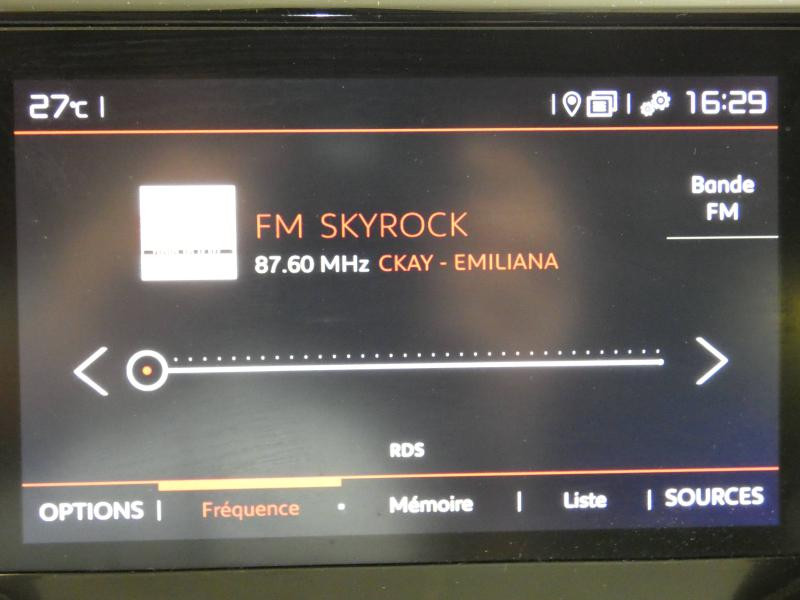 27°C
16:29
Bande
FM
FM SKYROCK
87.60 MHz CKAY - EMILIANA
RDS
OPTIONS Fréquence Mémoire Liste SOURCES